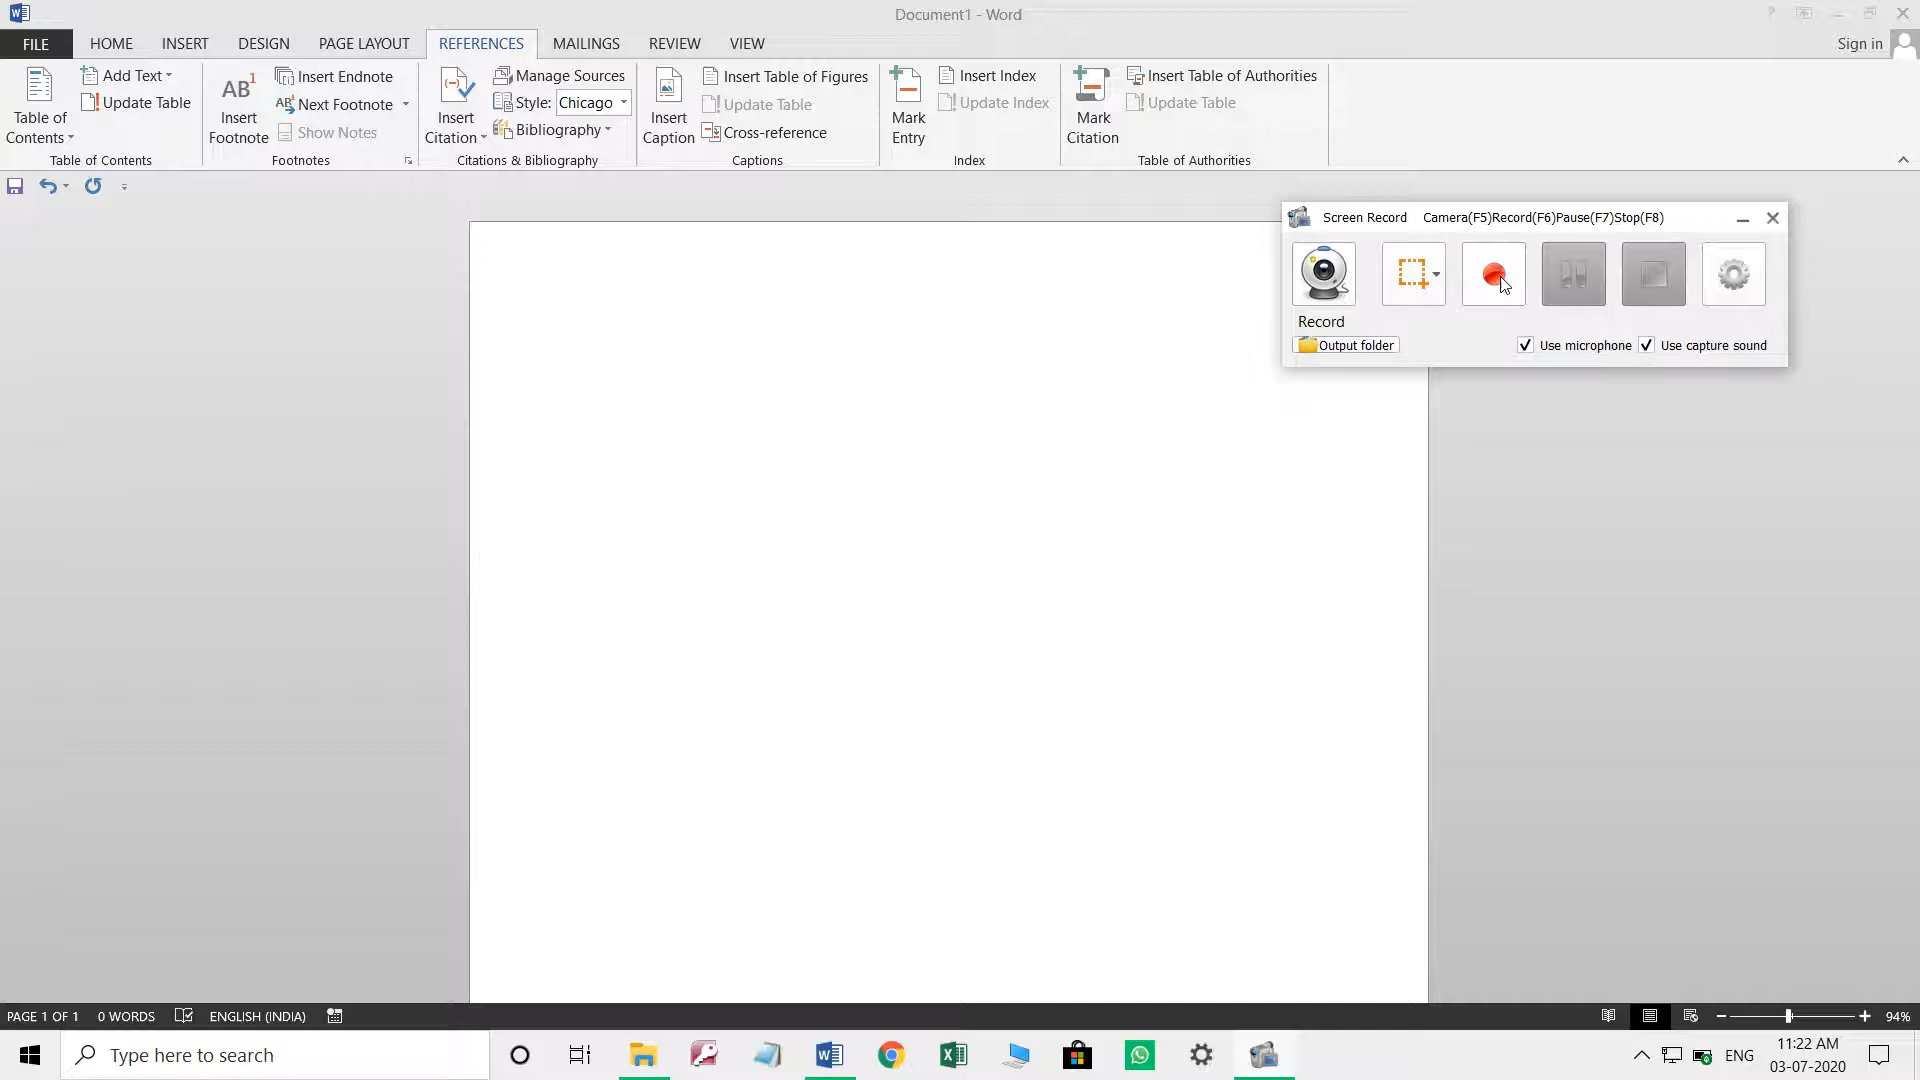 Document1 - Word
FILE HOME INSERT DESIGN PAGE LAYOUT REFERENCES MAILINGS REVIEW VIEW Sign in
Table of Contents
Add Text
Update Table
Table of Contents
AB1
Insert Footnote
Insert Endnote
Next Footnote
Show Notes
Footnotes
Insert Citation
Manage Sources
Style: Chicago
Bibliography
Citations & Bibliography
Insert Caption
Insert Table of Figures
Update Table
Cross-reference
Captions
Mark Entry
Insert Index
Update Index
Index
Mark Citation
Insert Table of Authorities
Update Table
Table of Authorities
Screen Record Camera(F5)Record(F6)Pause(F7)Stop(F8)
Record
Output folder Use microphone Use capture sound
PAGE 1 OF 1 0 WORDS ENGLISH (INDIA) 94%
Type here to search
ENG
11:22 AM
03-07-2020